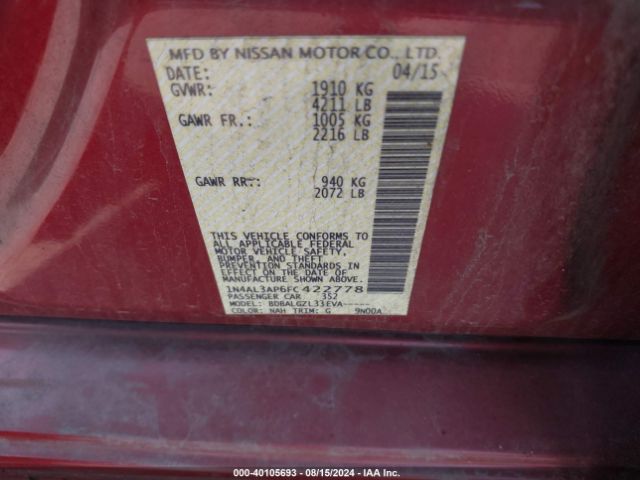 MFD BY NISSAN MOTOR CO., LTD.
DATE: 04/15
GVWR: 1910 KG
4211 LB
GAWR FR.: 1005 KG
2216 LB
GAWR RR.: 940 KG
2072 LB
THIS VEHICLE CONFORMS TO
ALL APPLICABLE FEDERAL
MOTOR VEHICLE SAFETY,
BUMPER, AND THEFT
PREVENTION STANDARDS IN
EFFECT ON THE DATE OF
MANUFACTURE SHOWN ABOVE.
1N4AL3AP6FC422778
PASSENGER CAR 352
MODEL: BDBALGZL33EVA-----
COLOR: NAH TRIM: G 9N00A
000-40105693 - 08/15/2024 - IAA Inc.